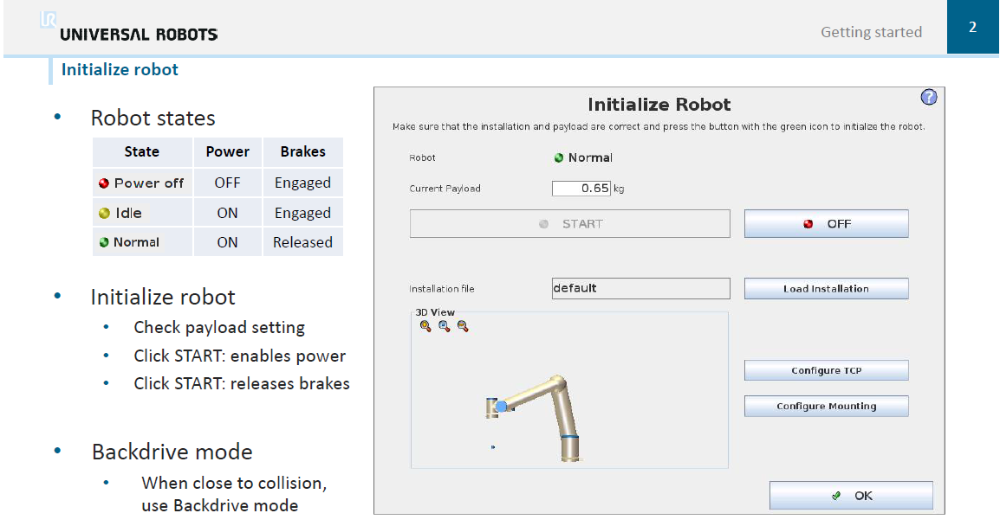 UR
UNIVERSAL ROBOTS
Getting started
2
Initialize robot
• Robot states
State Power Brakes
Power off OFF Engaged
Idle ON Engaged
Normal ON Released
• Initialize robot
• Check payload setting
• Click START: enables power
• Click START: releases brakes
• Backdrive mode
• When close to collision,
use Backdrive mode
Initialize Robot
?
Make sure that the installation and payload are correct and press the button with the green icon to initialize the robot.
Robot Normal
Current Payload 0.65 kg
START OFF
Installation file default Load Installation
3D View
Configure TCP
Configure Mounting
OK